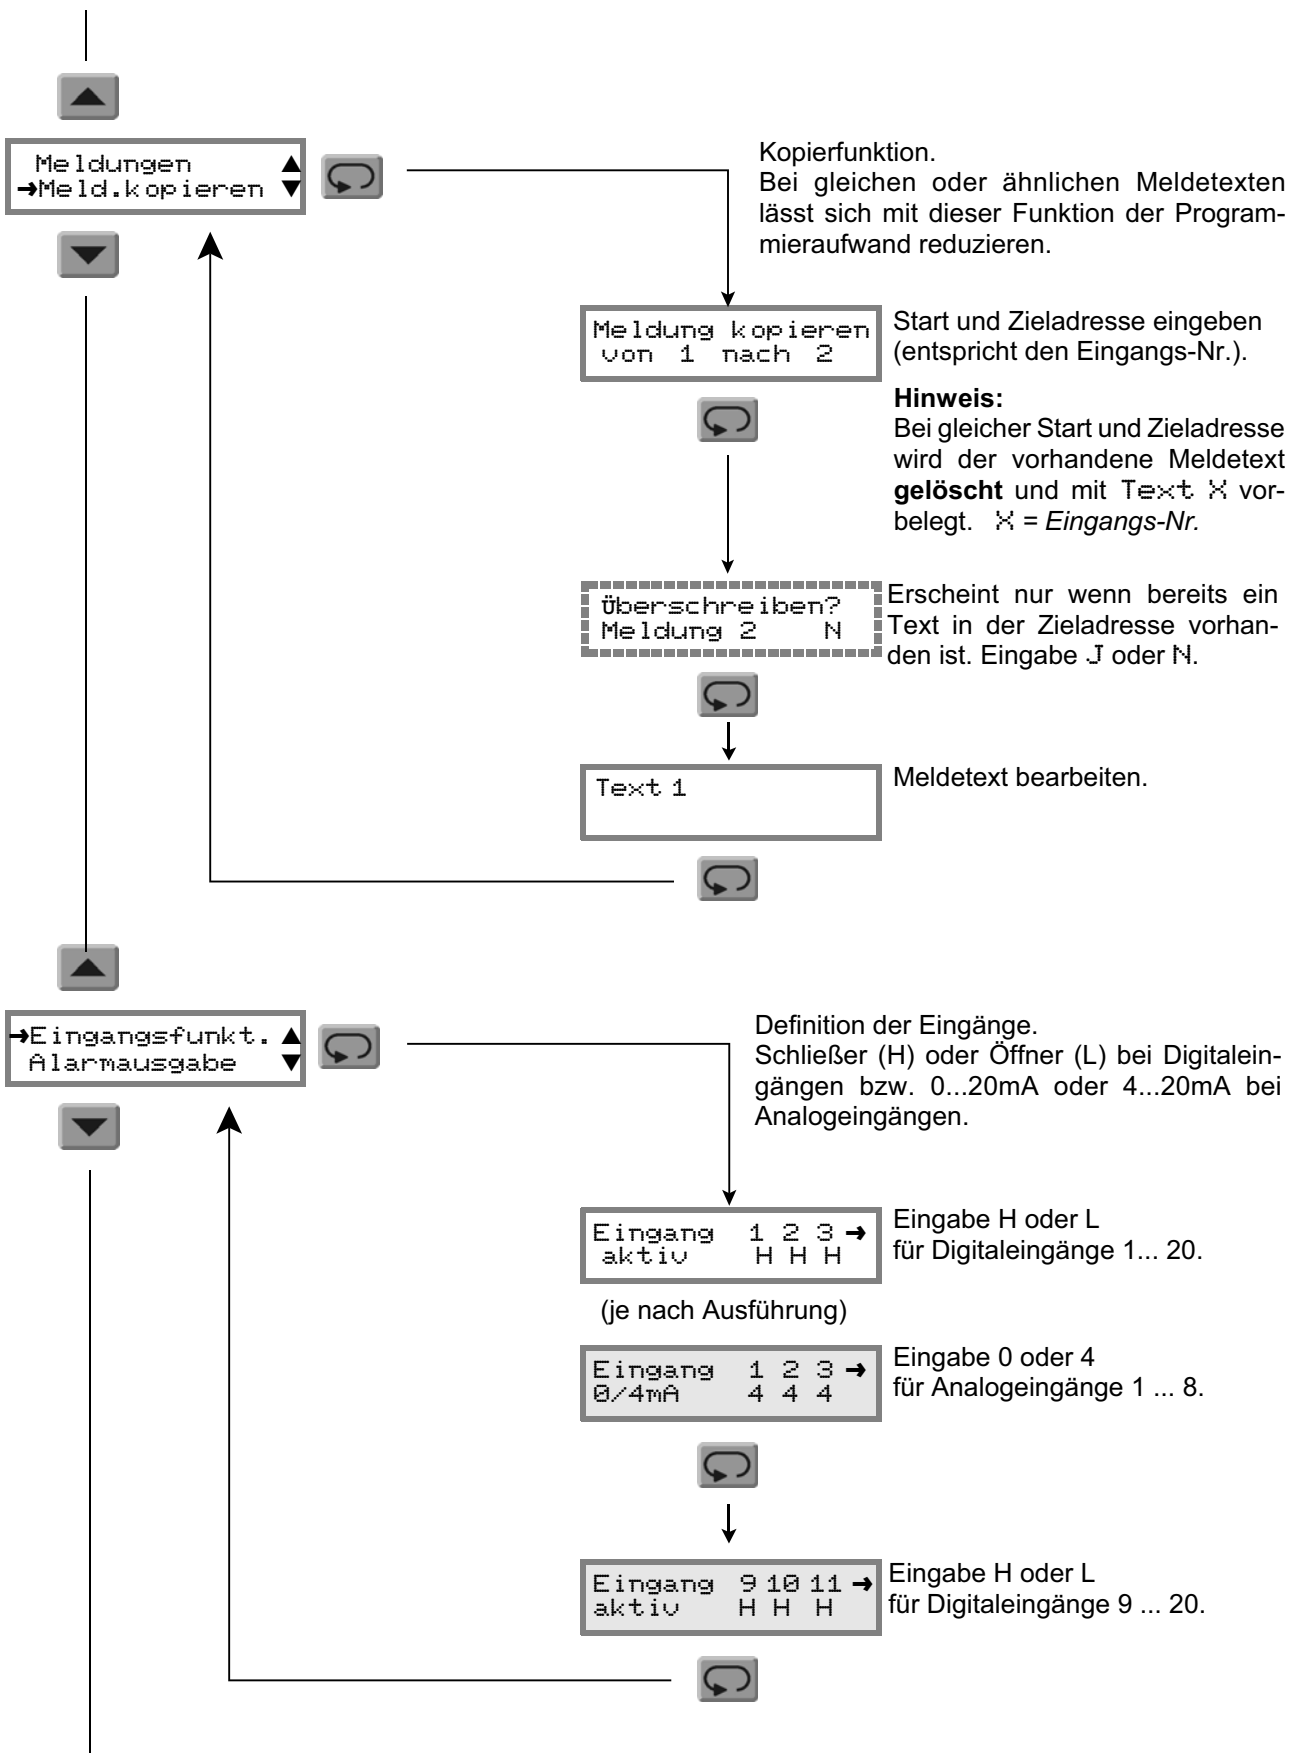 Meldungen ▲
→Meld.kopieren ▼
Kopierfunktion.
Bei gleichen oder ähnlichen Meldetexten
lässt sich mit dieser Funktion der Program-
mieraufwand reduzieren.
Meldung kopieren
von 1 nach 2
Start und Zieladresse eingeben
(entspricht den Eingangs-Nr.).
Hinweis:
Bei gleicher Start und Zieladresse
wird der vorhandene Meldetext
gelöscht und mit Text X vor-
belegt. X = Eingangs-Nr.
Überschreiben?
Meldung 2 N
Erscheint nur wenn bereits ein
Text in der Zieladresse vorhan-
den ist. Eingabe J oder N.
Text 1
Meldetext bearbeiten.
→Eingangsfunkt. ▲
Alarmausgabe ▼
Definition der Eingänge.
Schließer (H) oder Öffner (L) bei Digitalein-
gängen bzw. 0...20mA oder 4...20mA bei
Analogeingängen.
Eingang 1 2 3 →
aktiv H H H
Eingabe H oder L
für Digitaleingänge 1... 20.
(je nach Ausführung)
Eingang 1 2 3 →
0/4mA 4 4 4
Eingabe 0 oder 4
für Analogeingänge 1 ... 8.
Eingang 9 10 11 →
aktiv H H H
Eingabe H oder L
für Digitaleingänge 9 ... 20.